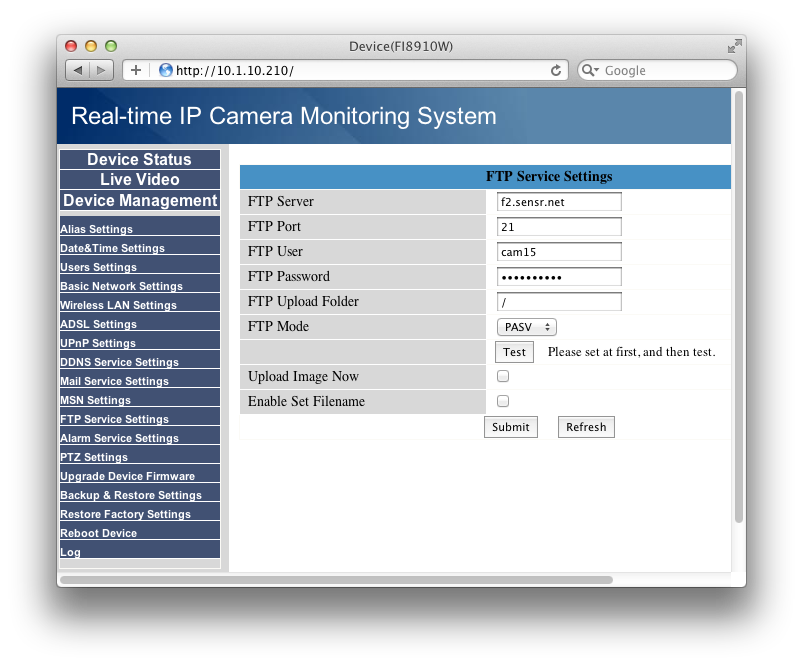 Device(FI8910W)
http://10.1.10.210/
Google
Real-time IP Camera Monitoring System
Device Status
Live Video
Device Management
Alias Settings
Date&Time Settings
Users Settings
Basic Network Settings
Wireless LAN Settings
ADSL Settings
UPnP Settings
DDNS Service Settings
Mail Service Settings
MSN Settings
FTP Service Settings
Alarm Service Settings
PTZ Settings
Upgrade Device Firmware
Backup & Restore Settings
Restore Factory Settings
Reboot Device
Log
FTP Service Settings
FTP Server f2.sensr.net
FTP Port 21
FTP User cam15
FTP Password ••••••••••
FTP Upload Folder /
FTP Mode PASV
Test Please set at first, and then test.
Upload Image Now
Enable Set Filename
Submit Refresh